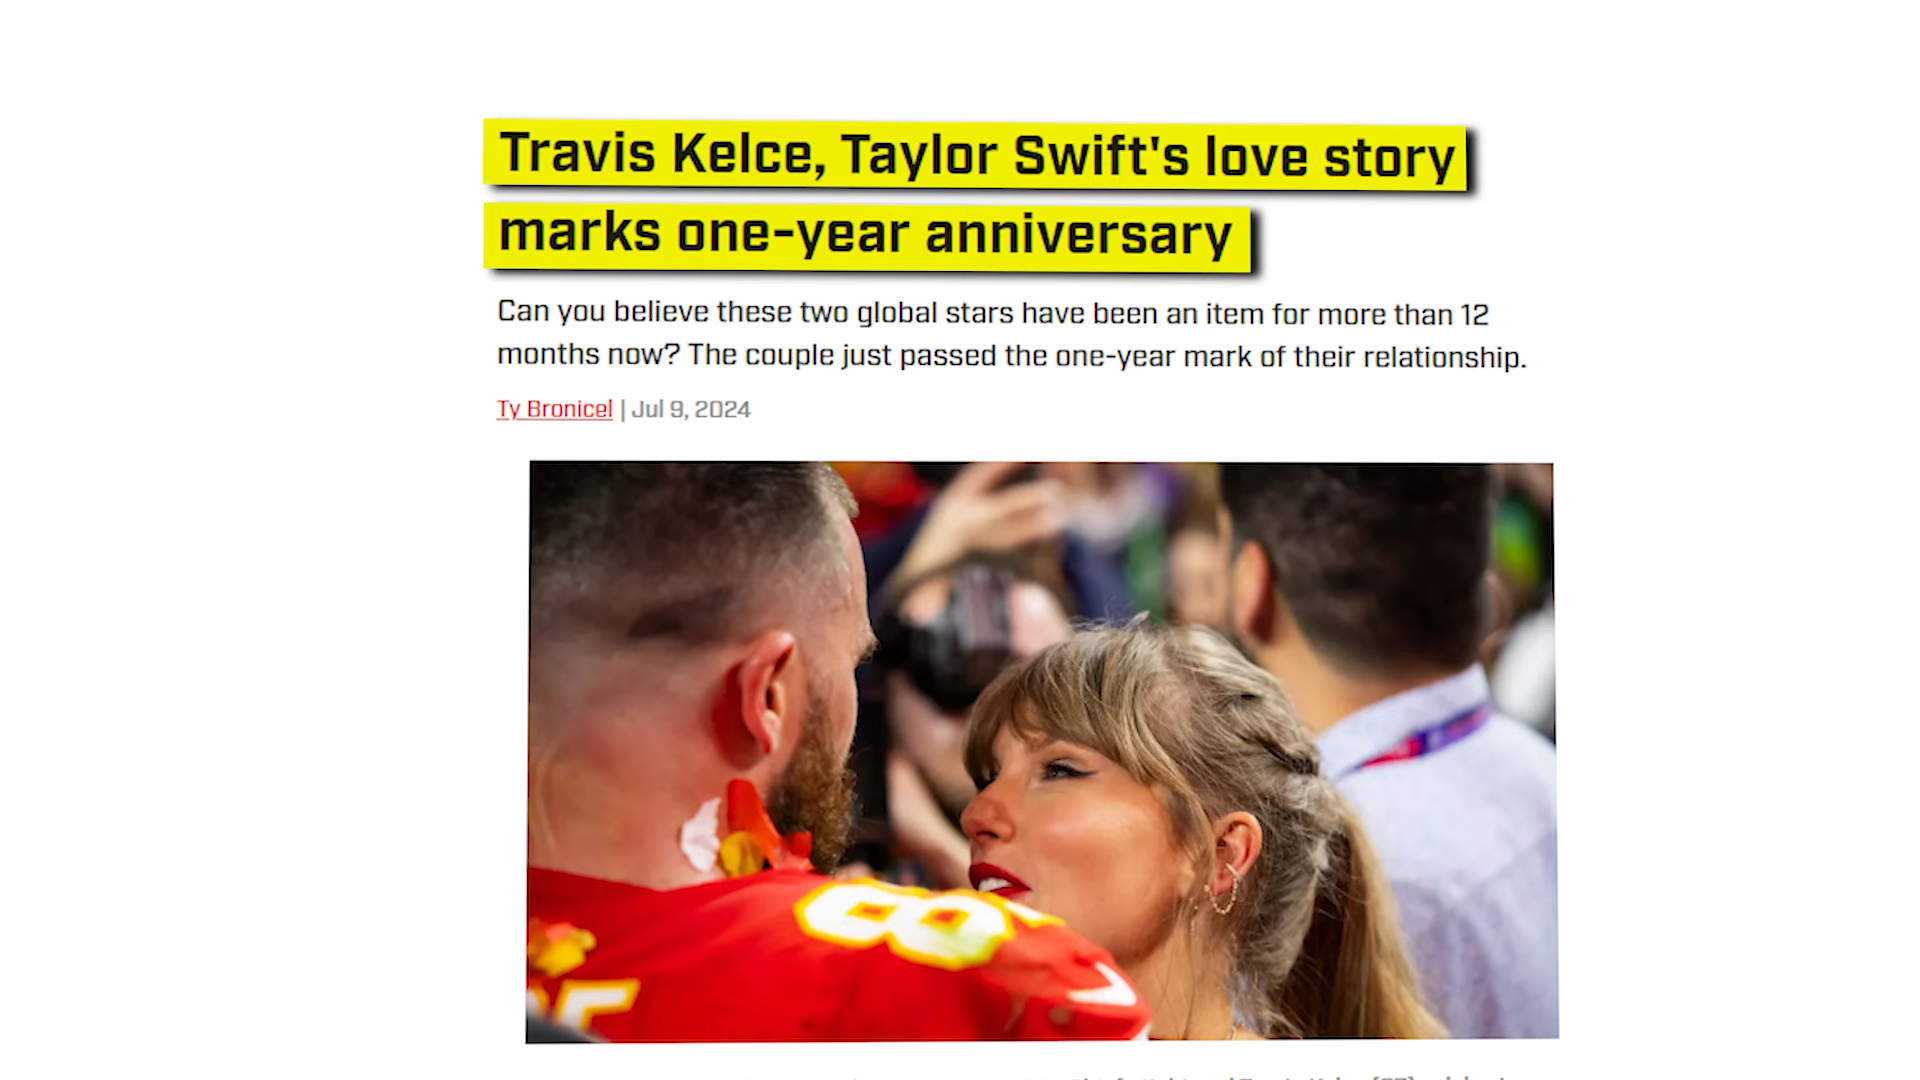 Travis Kelce, Taylor Swift's love story
marks one-year anniversary
Can you believe these two global stars have been an item for more than 12
months now? The couple just passed the one-year mark of their relationship.
Ty Bronicel | Jul 9, 2024